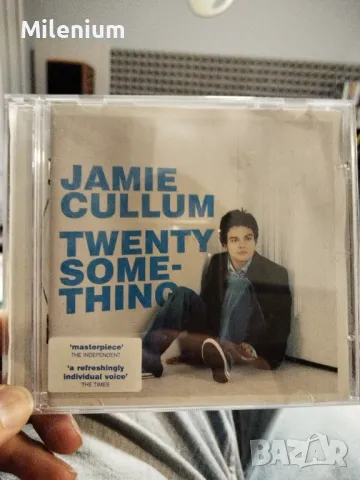 Milenium
JAMIE
CULLUM
TWENTY
SOME-
THING
'masterpiece'
THE INDEPENDENT
'a refreshingly
individual voice'
THE TIMES
BAZAR